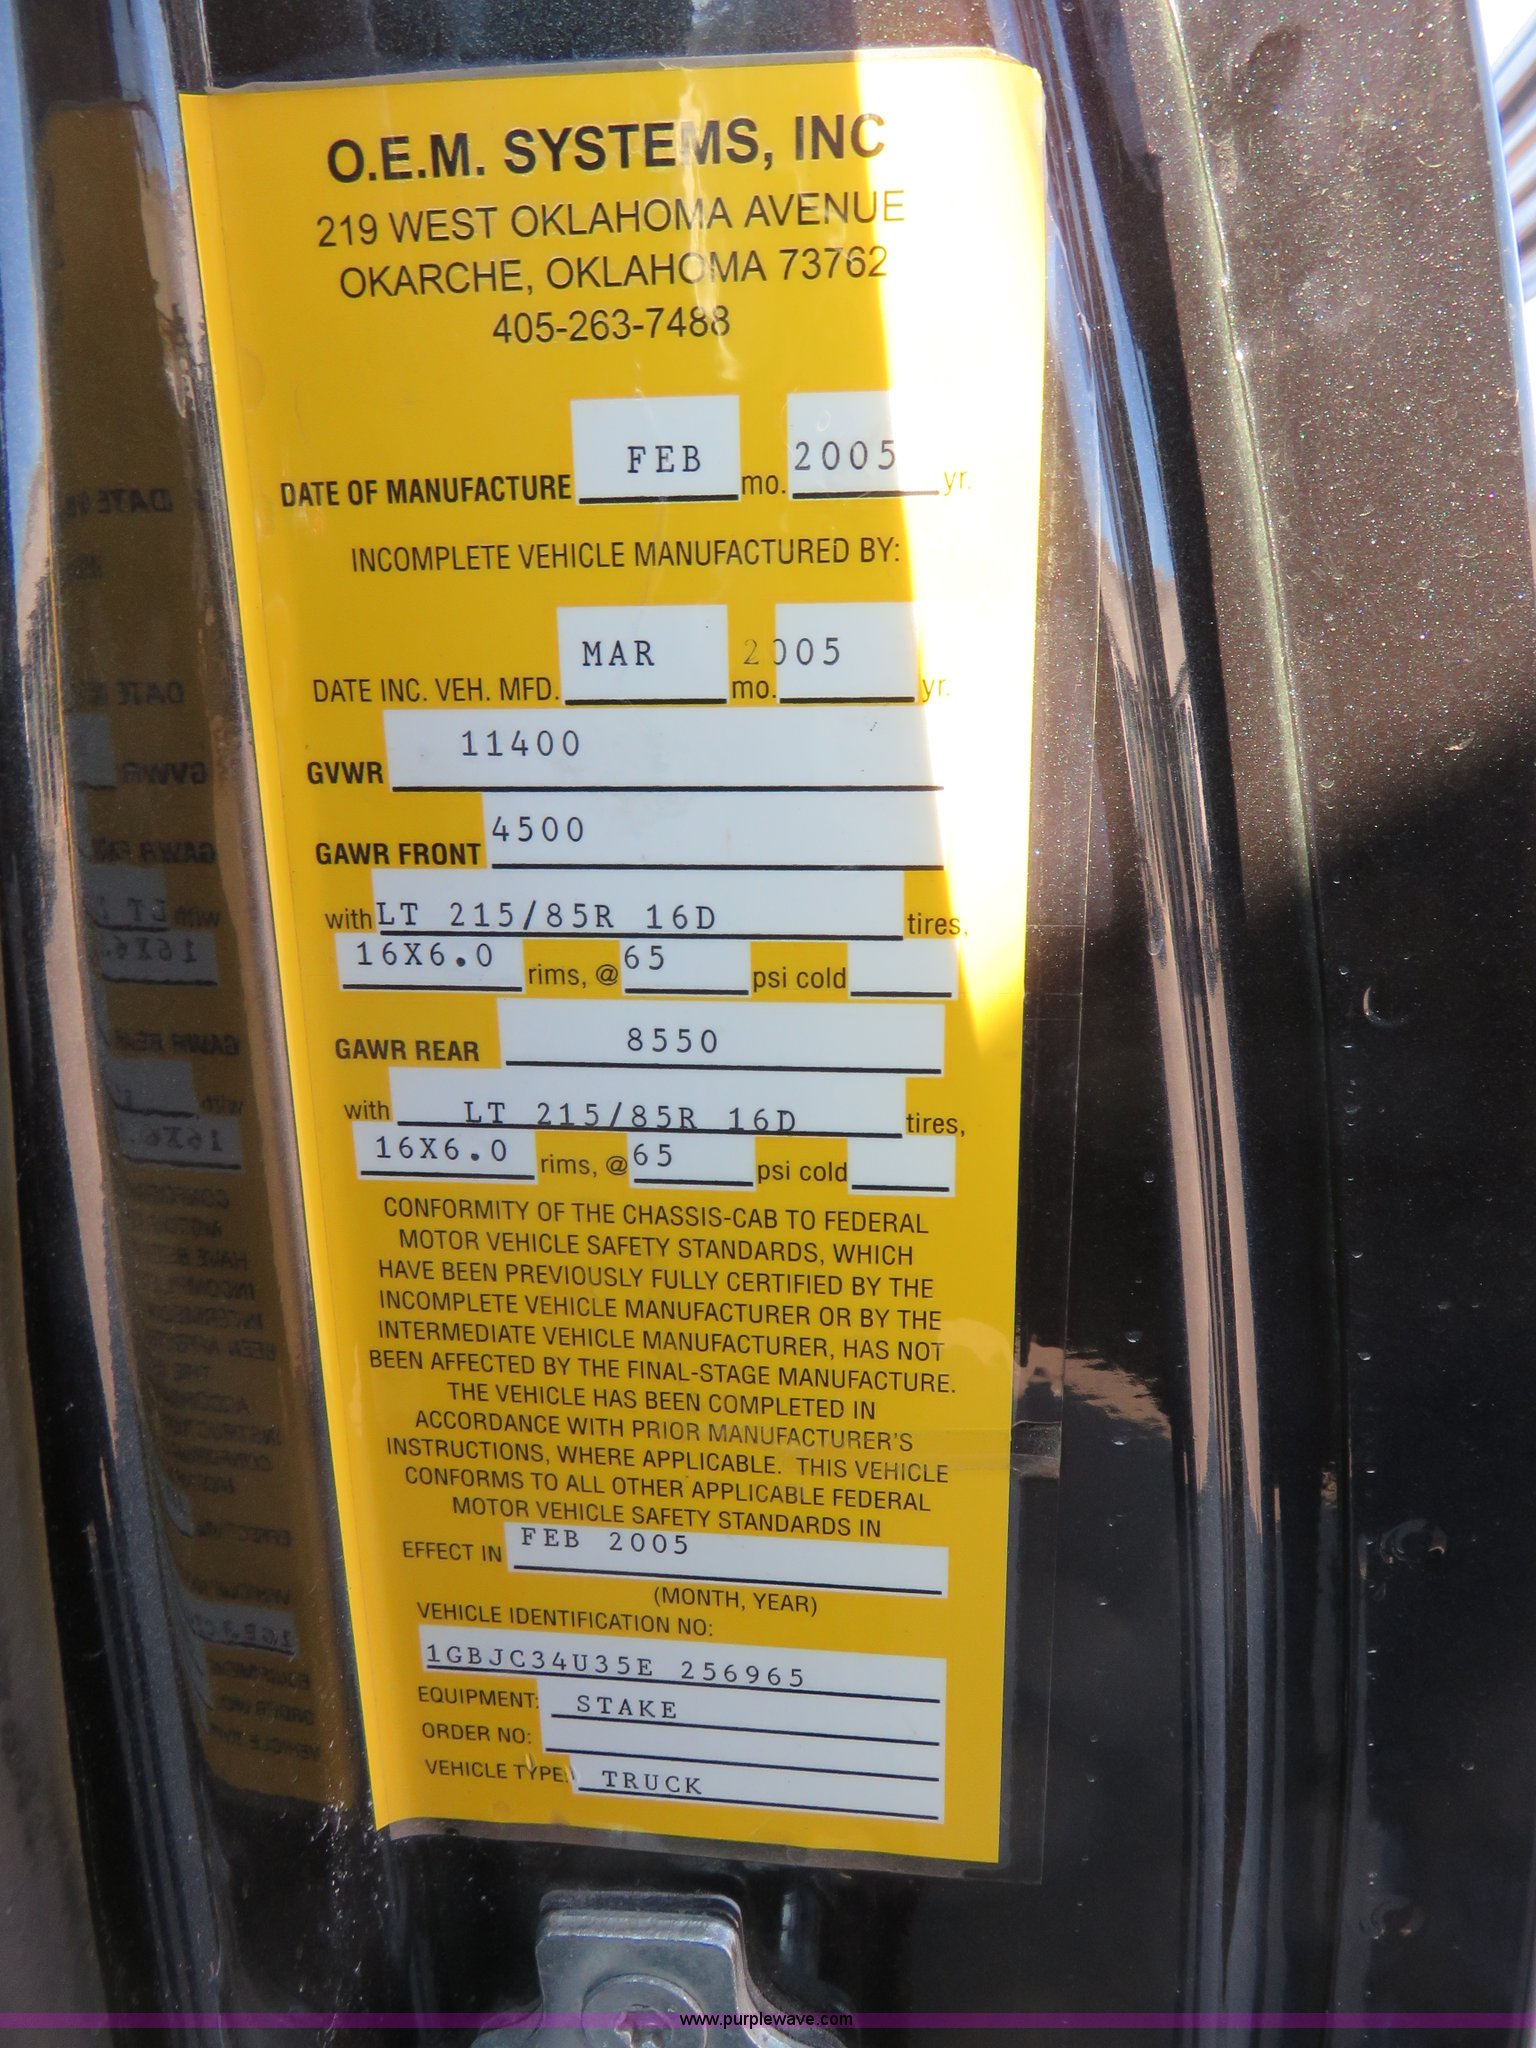 O.E.M. SYSTEMS, INC
219 WEST OKLAHOMA AVENUE
OKARCHE, OKLAHOMA 73762
405-263-7488
DATE OF MANUFACTURE FEB mo. 2005 yr.
INCOMPLETE VEHICLE MANUFACTURED BY:
DATE INC. VEH. MFD. MAR mo. 2005 yr.
GVWR 11400
GAWR FRONT 4500
with LT 215/85R 16D tires,
16X6.0 rims, @ 65 psi cold
GAWR REAR 8550
with LT 215/85R 16D tires,
16X6.0 rims, @ 65 psi cold
CONFORMITY OF THE CHASSIS-CAB TO FEDERAL
MOTOR VEHICLE SAFETY STANDARDS, WHICH
HAVE BEEN PREVIOUSLY FULLY CERTIFIED BY THE
INCOMPLETE VEHICLE MANUFACTURER OR BY THE
INTERMEDIATE VEHICLE MANUFACTURER, HAS NOT
BEEN AFFECTED BY THE FINAL-STAGE MANUFACTURE.
THE VEHICLE HAS BEEN COMPLETED IN
ACCORDANCE WITH PRIOR MANUFACTURER'S
INSTRUCTIONS, WHERE APPLICABLE. THIS VEHICLE
CONFORMS TO ALL OTHER APPLICABLE FEDERAL
MOTOR VEHICLE SAFETY STANDARDS IN
EFFECT IN FEB 2005
(MONTH, YEAR)
VEHICLE IDENTIFICATION NO:
1GBJC34U35E 256965
EQUIPMENT: STAKE
ORDER NO:
VEHICLE TYPE: TRUCK
www.purplewave.com